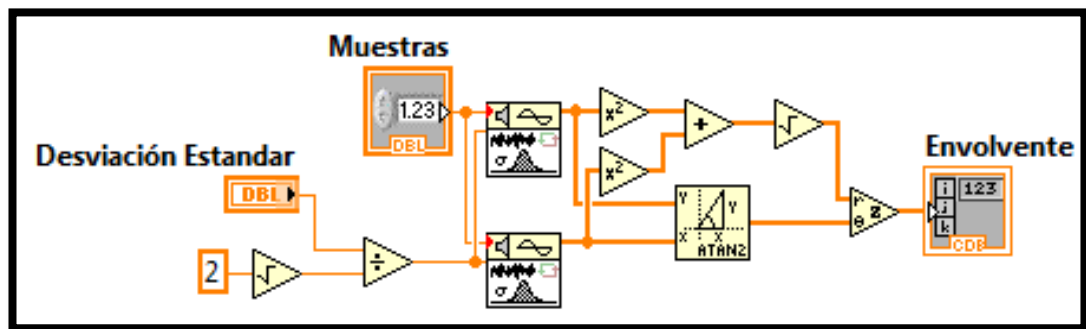 Muestras
1.23
DBL
x²
+
√
σ
Desviación Estandar
DBL
x²
Envolvente
i
123
j
k
CDB
r
θ
z
Y
Y
X
X
ATAN2
2
√
÷
σ